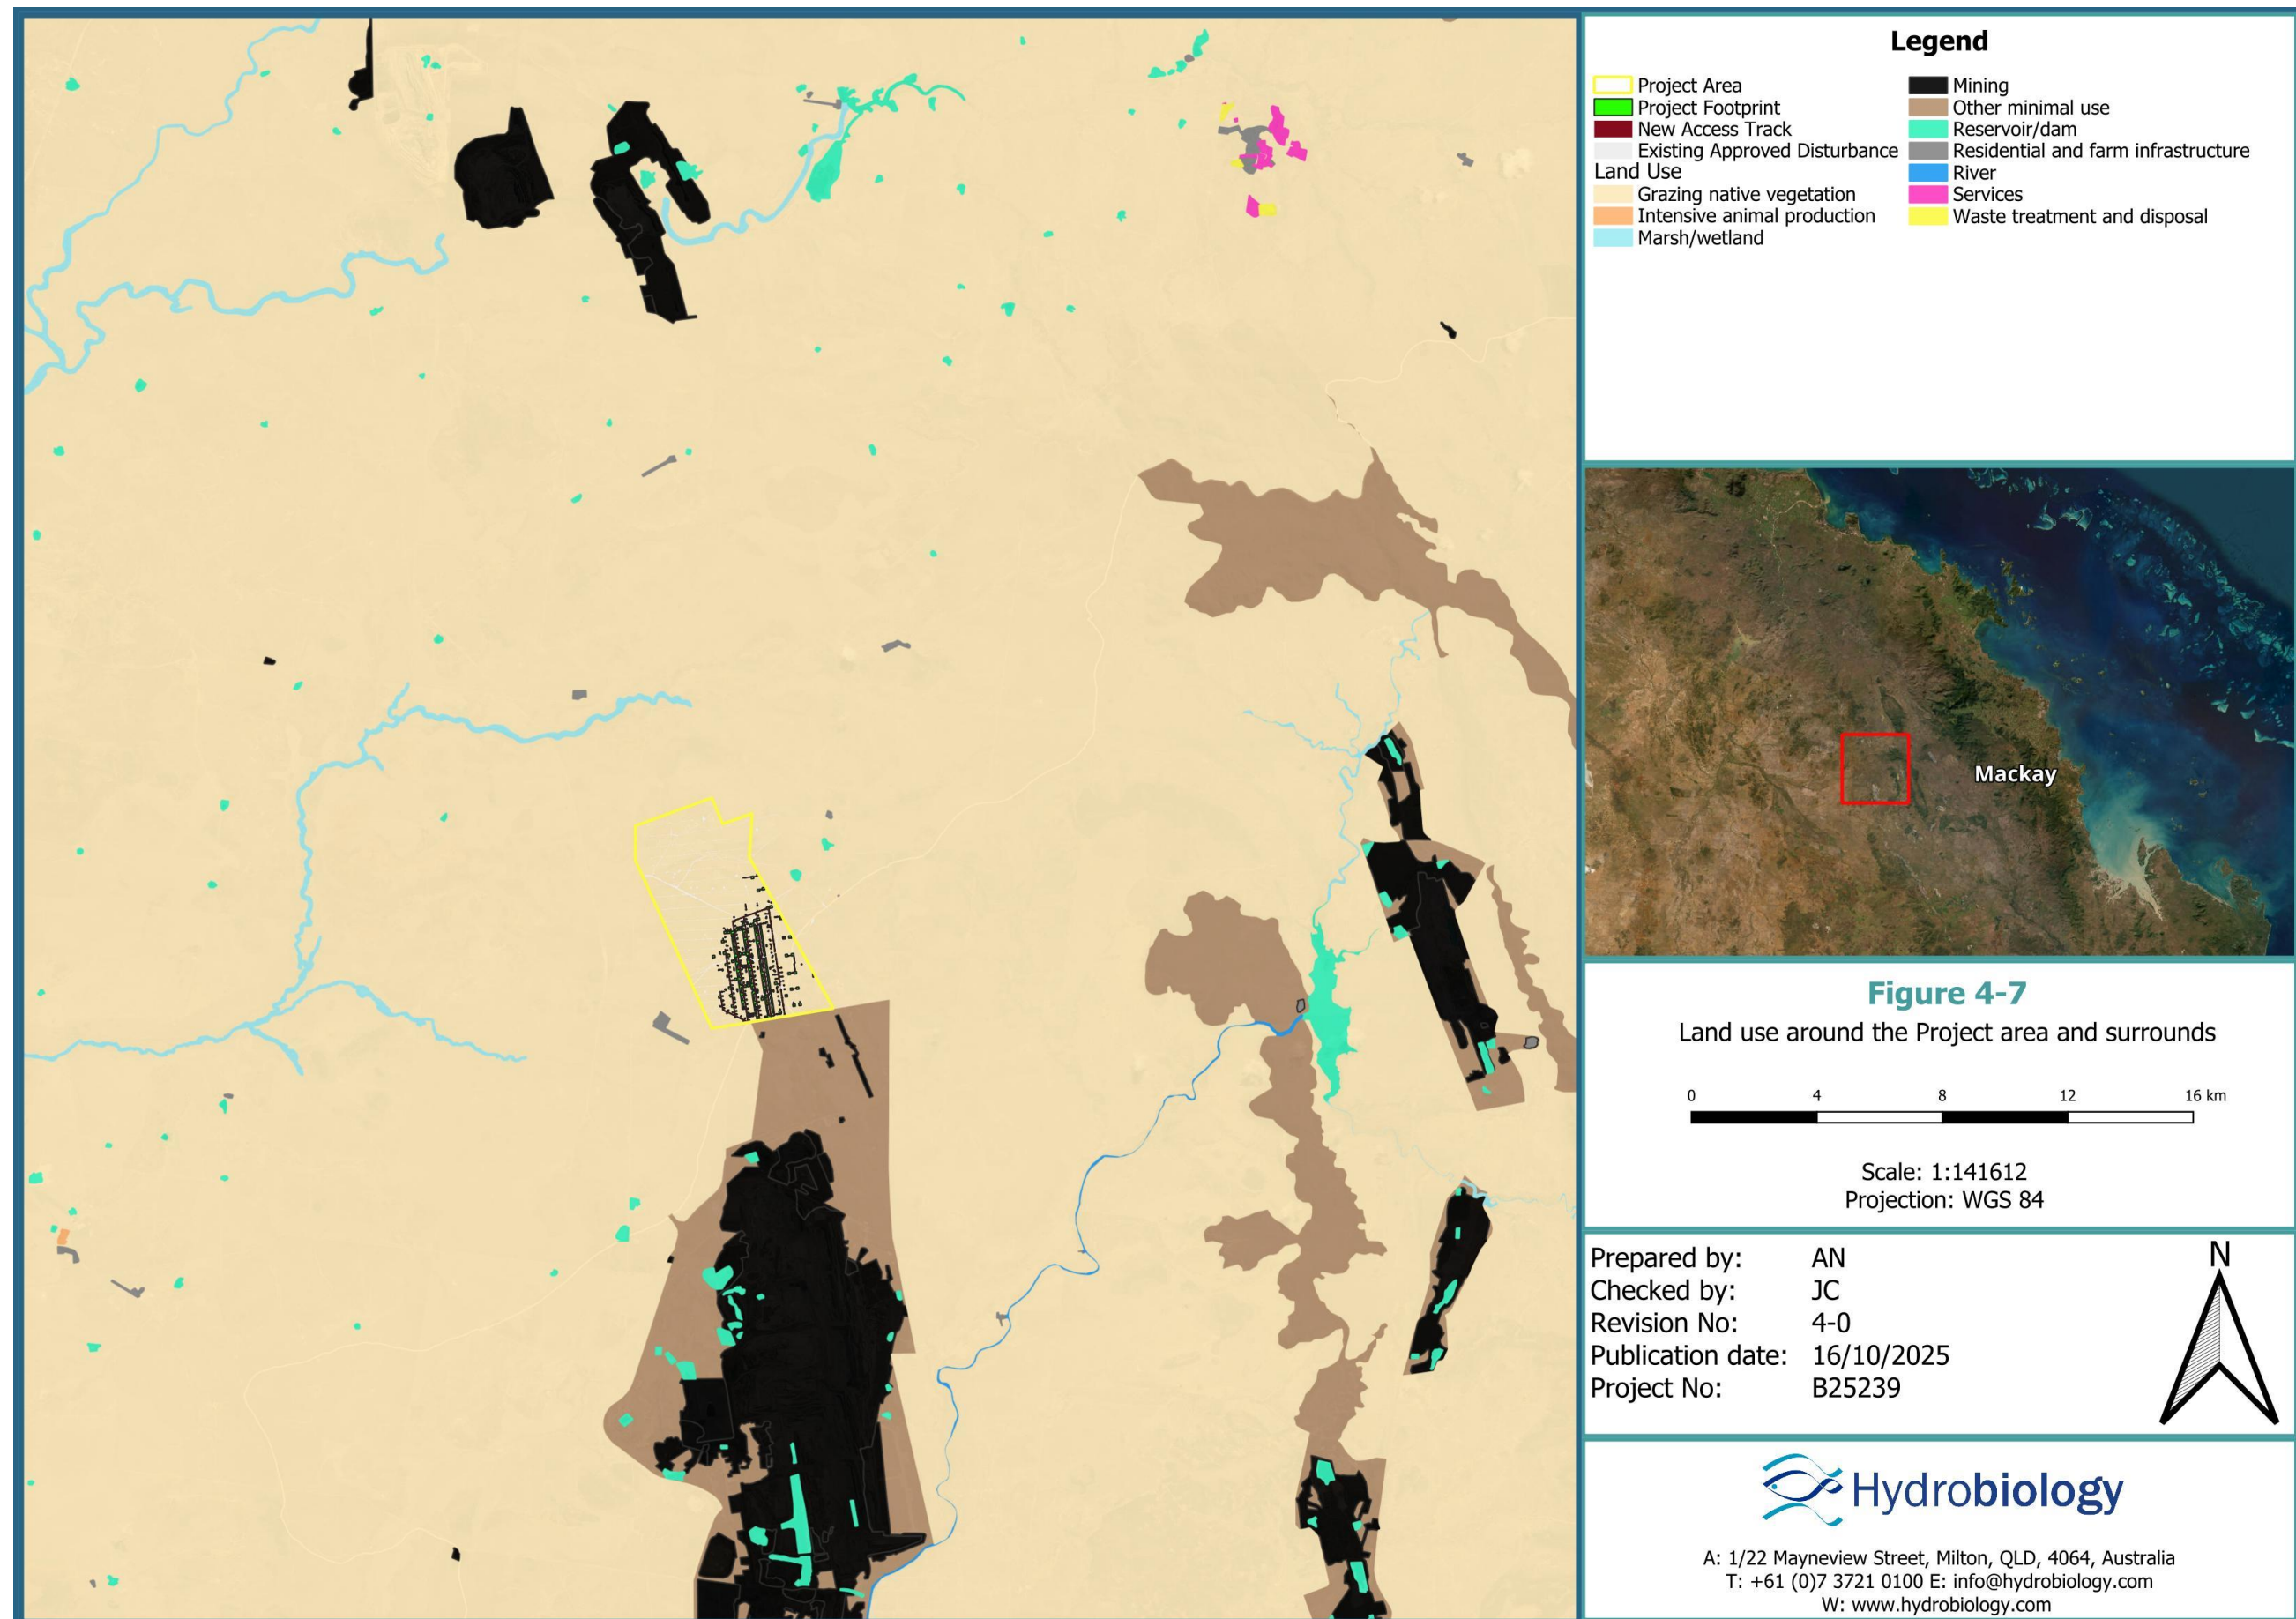 Legend
Project Area
Project Footprint
New Access Track
Existing Approved Disturbance
Land Use
Grazing native vegetation
Intensive animal production
Marsh/wetland
Mining
Other minimal use
Reservoir/dam
Residential and farm infrastructure
River
Services
Waste treatment and disposal
Mackay
Figure 4-7
Land use around the Project area and surrounds
0 4 8 12 16 km
Scale: 1:141612
Projection: WGS 84
Prepared by: AN
Checked by: JC
Revision No: 4-0
Publication date: 16/10/2025
Project No: B25239
N
Hydrobiology
A: 1/22 Mayneview Street, Milton, QLD, 4064, Australia
T: +61 (0)7 3721 0100 E: info@hydrobiology.com
W: www.hydrobiology.com